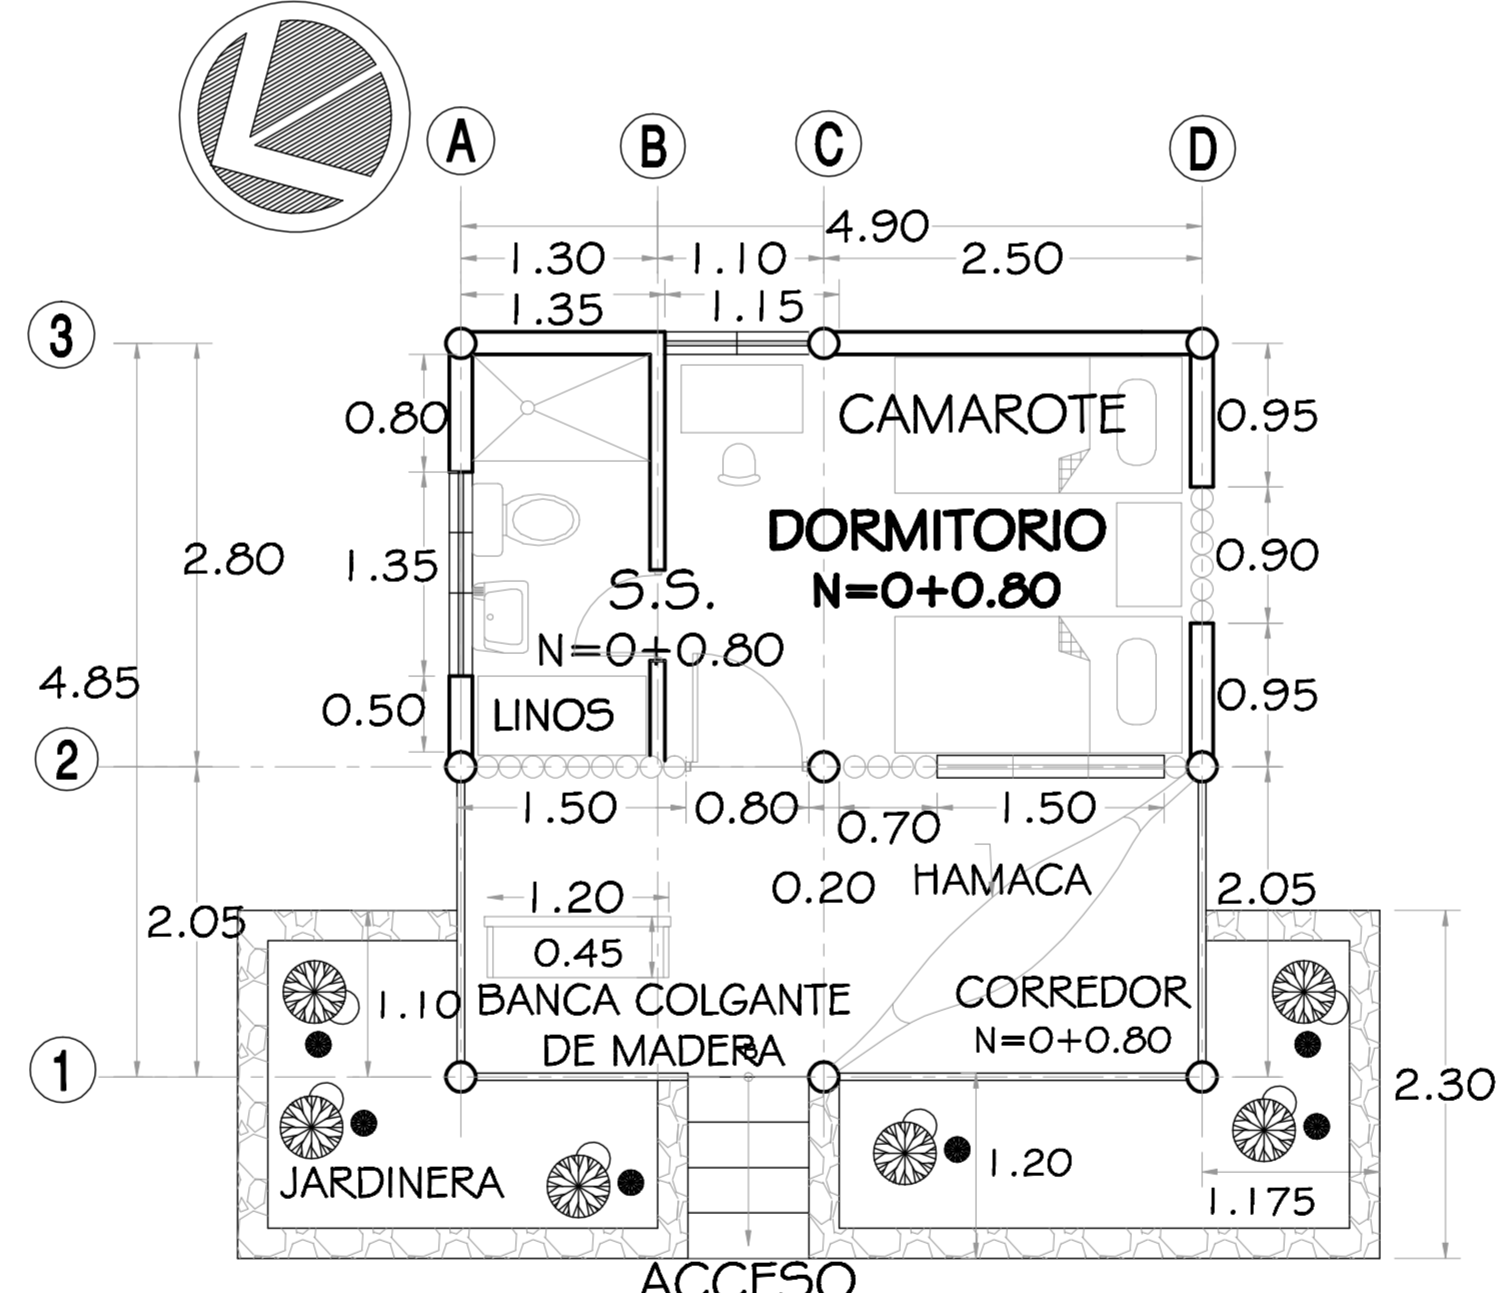 A B C D
4.90
1.30 1.10 2.50
1.35 1.15
3
0.80 CAMAROTE 0.95
DORMITORIO
2.80 1.35 0.90
S.S. N=0+0.80
N=0+0.80
4.85 0.50 LINOS 0.95
2
1.50 0.80 0.70 1.50
0.20 HAMACA 2.05
1.20
2.05 0.45
1.10 BANCA COLGANTE CORREDOR
DE MADERA N=0+0.80
B
1 2.30
1.20
JARDINERA 1.175
ACCESO